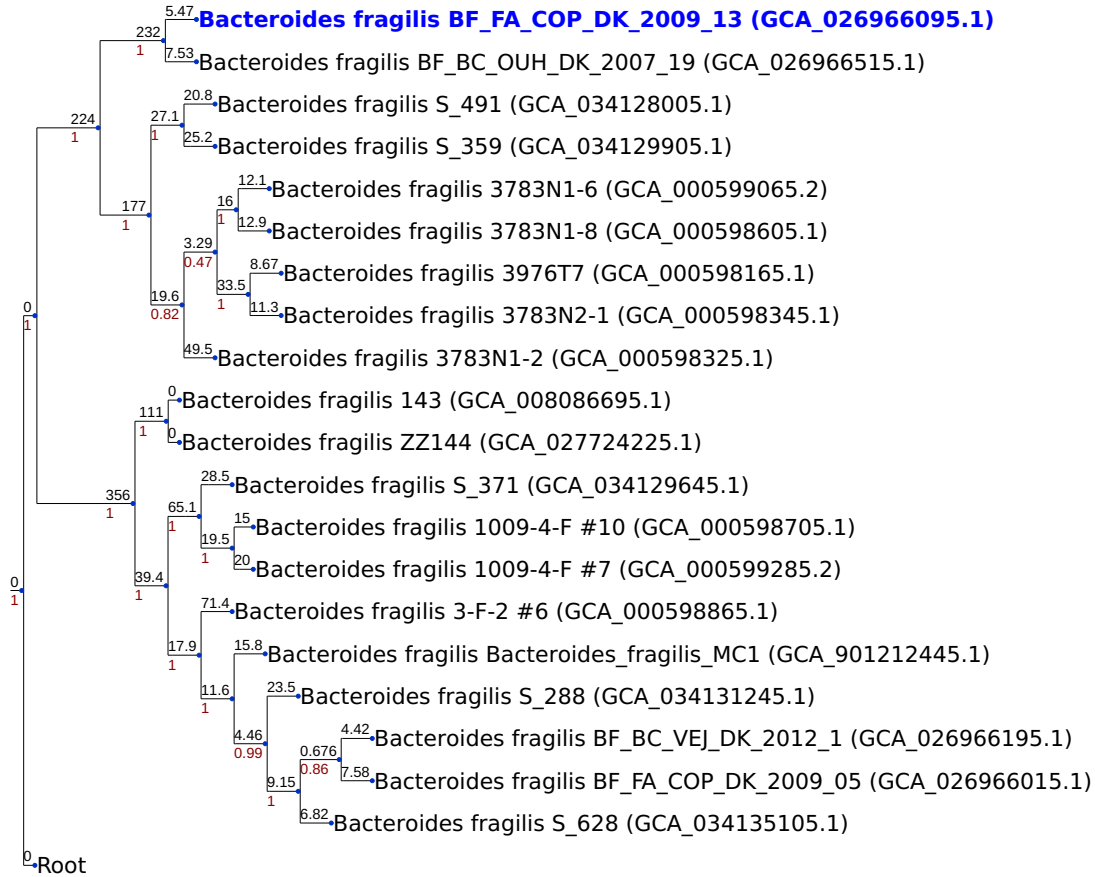 5.47
Bacteroides fragilis BF_FA_COP_DK_2009_13 (GCA_026966095.1)
232
1
7.53
Bacteroides fragilis BF_BC_OUH_DK_2007_19 (GCA_026966515.1)
20.8
Bacteroides fragilis S_491 (GCA_034128005.1)
224
1
27.1
1
25.2
Bacteroides fragilis S_359 (GCA_034129905.1)
12.1
Bacteroides fragilis 3783N1-6 (GCA_000599065.2)
177
1
16
1
12.9
Bacteroides fragilis 3783N1-8 (GCA_000598605.1)
3.29
0.47
8.67
Bacteroides fragilis 3976T7 (GCA_000598165.1)
19.6
0.82
33.5
1
11.3
Bacteroides fragilis 3783N2-1 (GCA_000598345.1)
0
1
49.5
Bacteroides fragilis 3783N1-2 (GCA_000598325.1)
0
Bacteroides fragilis 143 (GCA_008086695.1)
111
1
0
Bacteroides fragilis ZZ144 (GCA_027724225.1)
28.5
Bacteroides fragilis S_371 (GCA_034129645.1)
356
1
65.1
1
15
Bacteroides fragilis 1009-4-F #10 (GCA_000598705.1)
19.5
1
20
Bacteroides fragilis 1009-4-F #7 (GCA_000599285.2)
0
1
39.4
1
71.4
Bacteroides fragilis 3-F-2 #6 (GCA_000598865.1)
17.9
1
15.8
Bacteroides fragilis Bacteroides_fragilis_MC1 (GCA_901212445.1)
11.6
1
23.5
Bacteroides fragilis S_288 (GCA_034131245.1)
4.46
0.99
4.42
Bacteroides fragilis BF_BC_VEJ_DK_2012_1 (GCA_026966195.1)
0.676
0.86
7.58
Bacteroides fragilis BF_FA_COP_DK_2009_05 (GCA_026966015.1)
9.15
1
6.82
Bacteroides fragilis S_628 (GCA_034135105.1)
0
Root